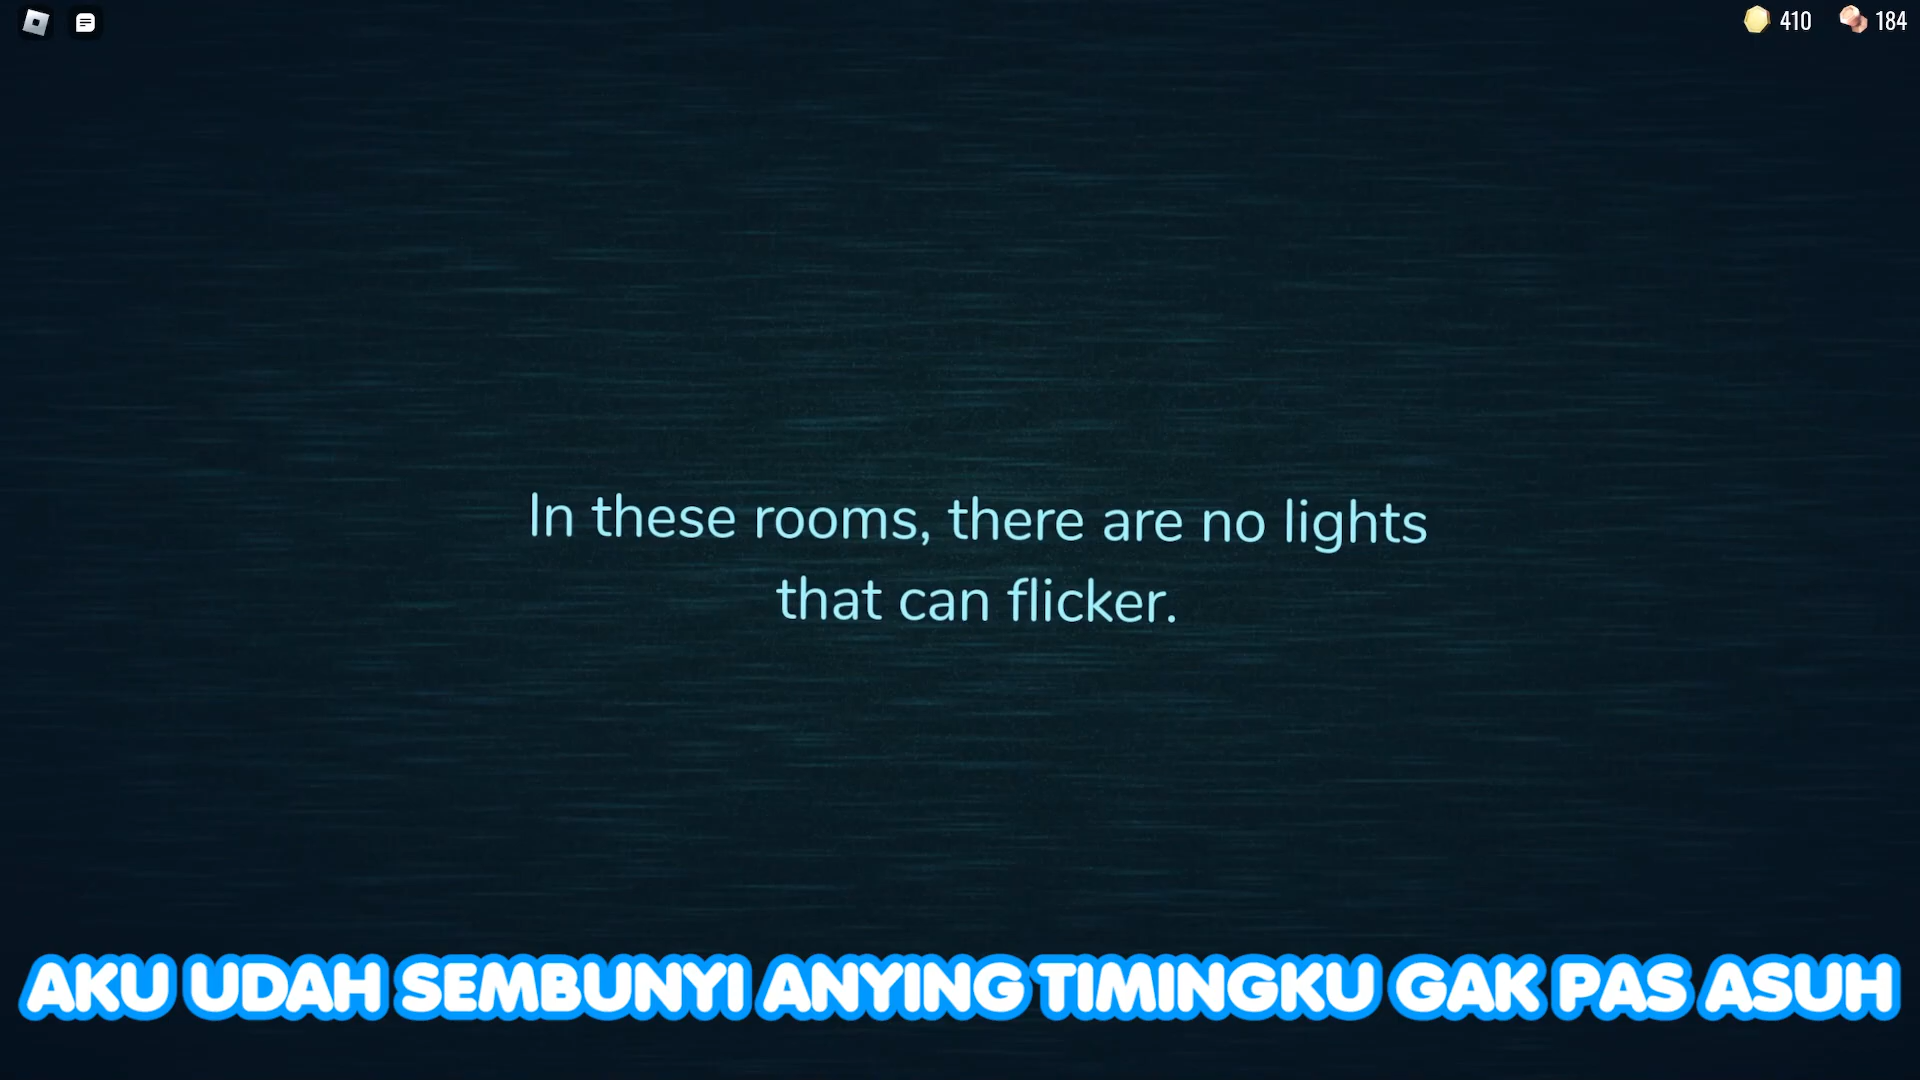 410 184
In these rooms, there are no lights
that can flicker.
AKU UDAH SEMBUNYI ANYING TIMINGKU GAK PAS ASUH